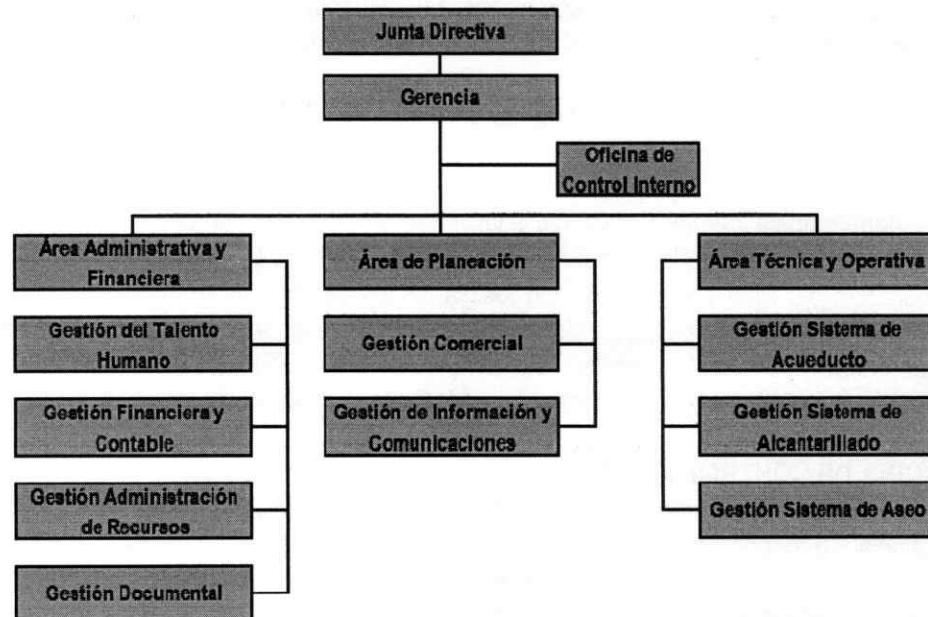 Junta Directiva
Gerencia
Oficina de
Control Interno
Área Administrativa y
Financiera
Gestión del Talento
Humano
Gestión Financiera y
Contable
Gestión Administración
de Recursos
Gestión Documental
Área de Planeación
Gestión Comercial
Gestión de Información y
Comunicaciones
Área Técnica y Operativa
Gestión Sistema de
Acueducto
Gestión Sistema de
Alcantarillado
Gestión Sistema de Aseo